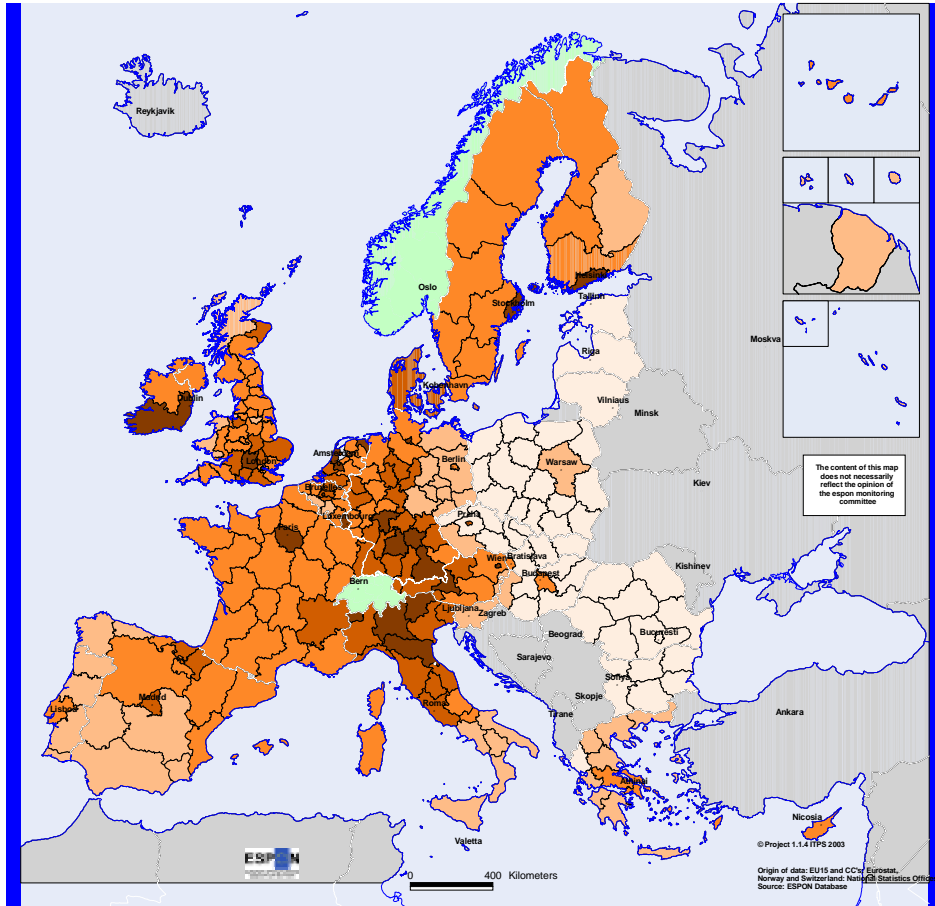 Reykjavik
Oslo
Helsinki
Tallinn
Stockholm
Moskva
Riga
København
Dublin
Vilniaus
Minsk
Amsterdam
London
Berlin
Warsaw
The content of this map
does not necessarily
reflect the opinion of
the espon monitoring
committee
Bruxelles
Kiev
Luxembourg
Praha
Paris
Wien
Bratislava
Kishinev
Budapest
Bern
Ljubljana
Zagreb
Beograd
Bucuresti
Sarajevo
Sofiya
Madrid
Skopje
Roma
Lisboa
Tirane
Ankara
Athinai
Nicosia
Valetta
© Project 1.1.4 ITPS 2003
ESPON
0 400 Kilometers
Origin of data: EU15 and CC's: Eurostat,
Norway and Switzerland: National Statistics Offic
Source: ESPON Database